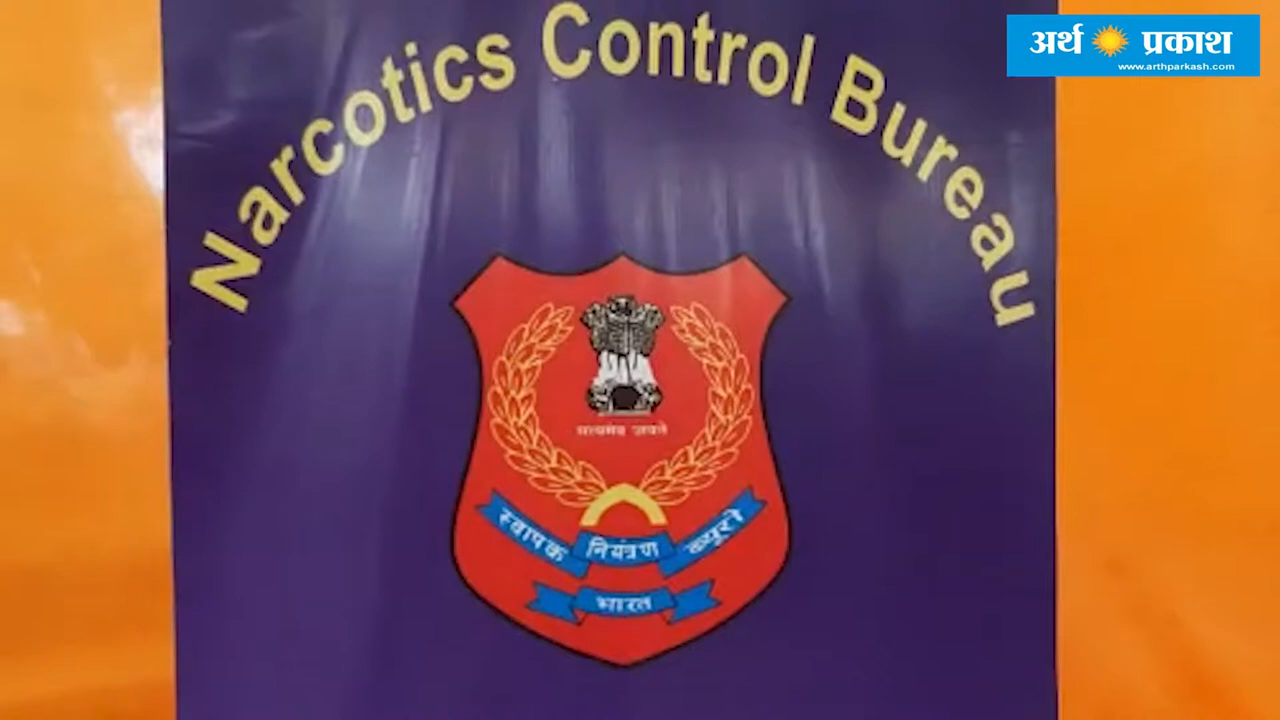 अर्थ प्रकाश
www.arthparkash.com
Narcotics Control Bureau
सत्यमेव जयते
स्वापक नियंत्रण ब्यूरो
भारत